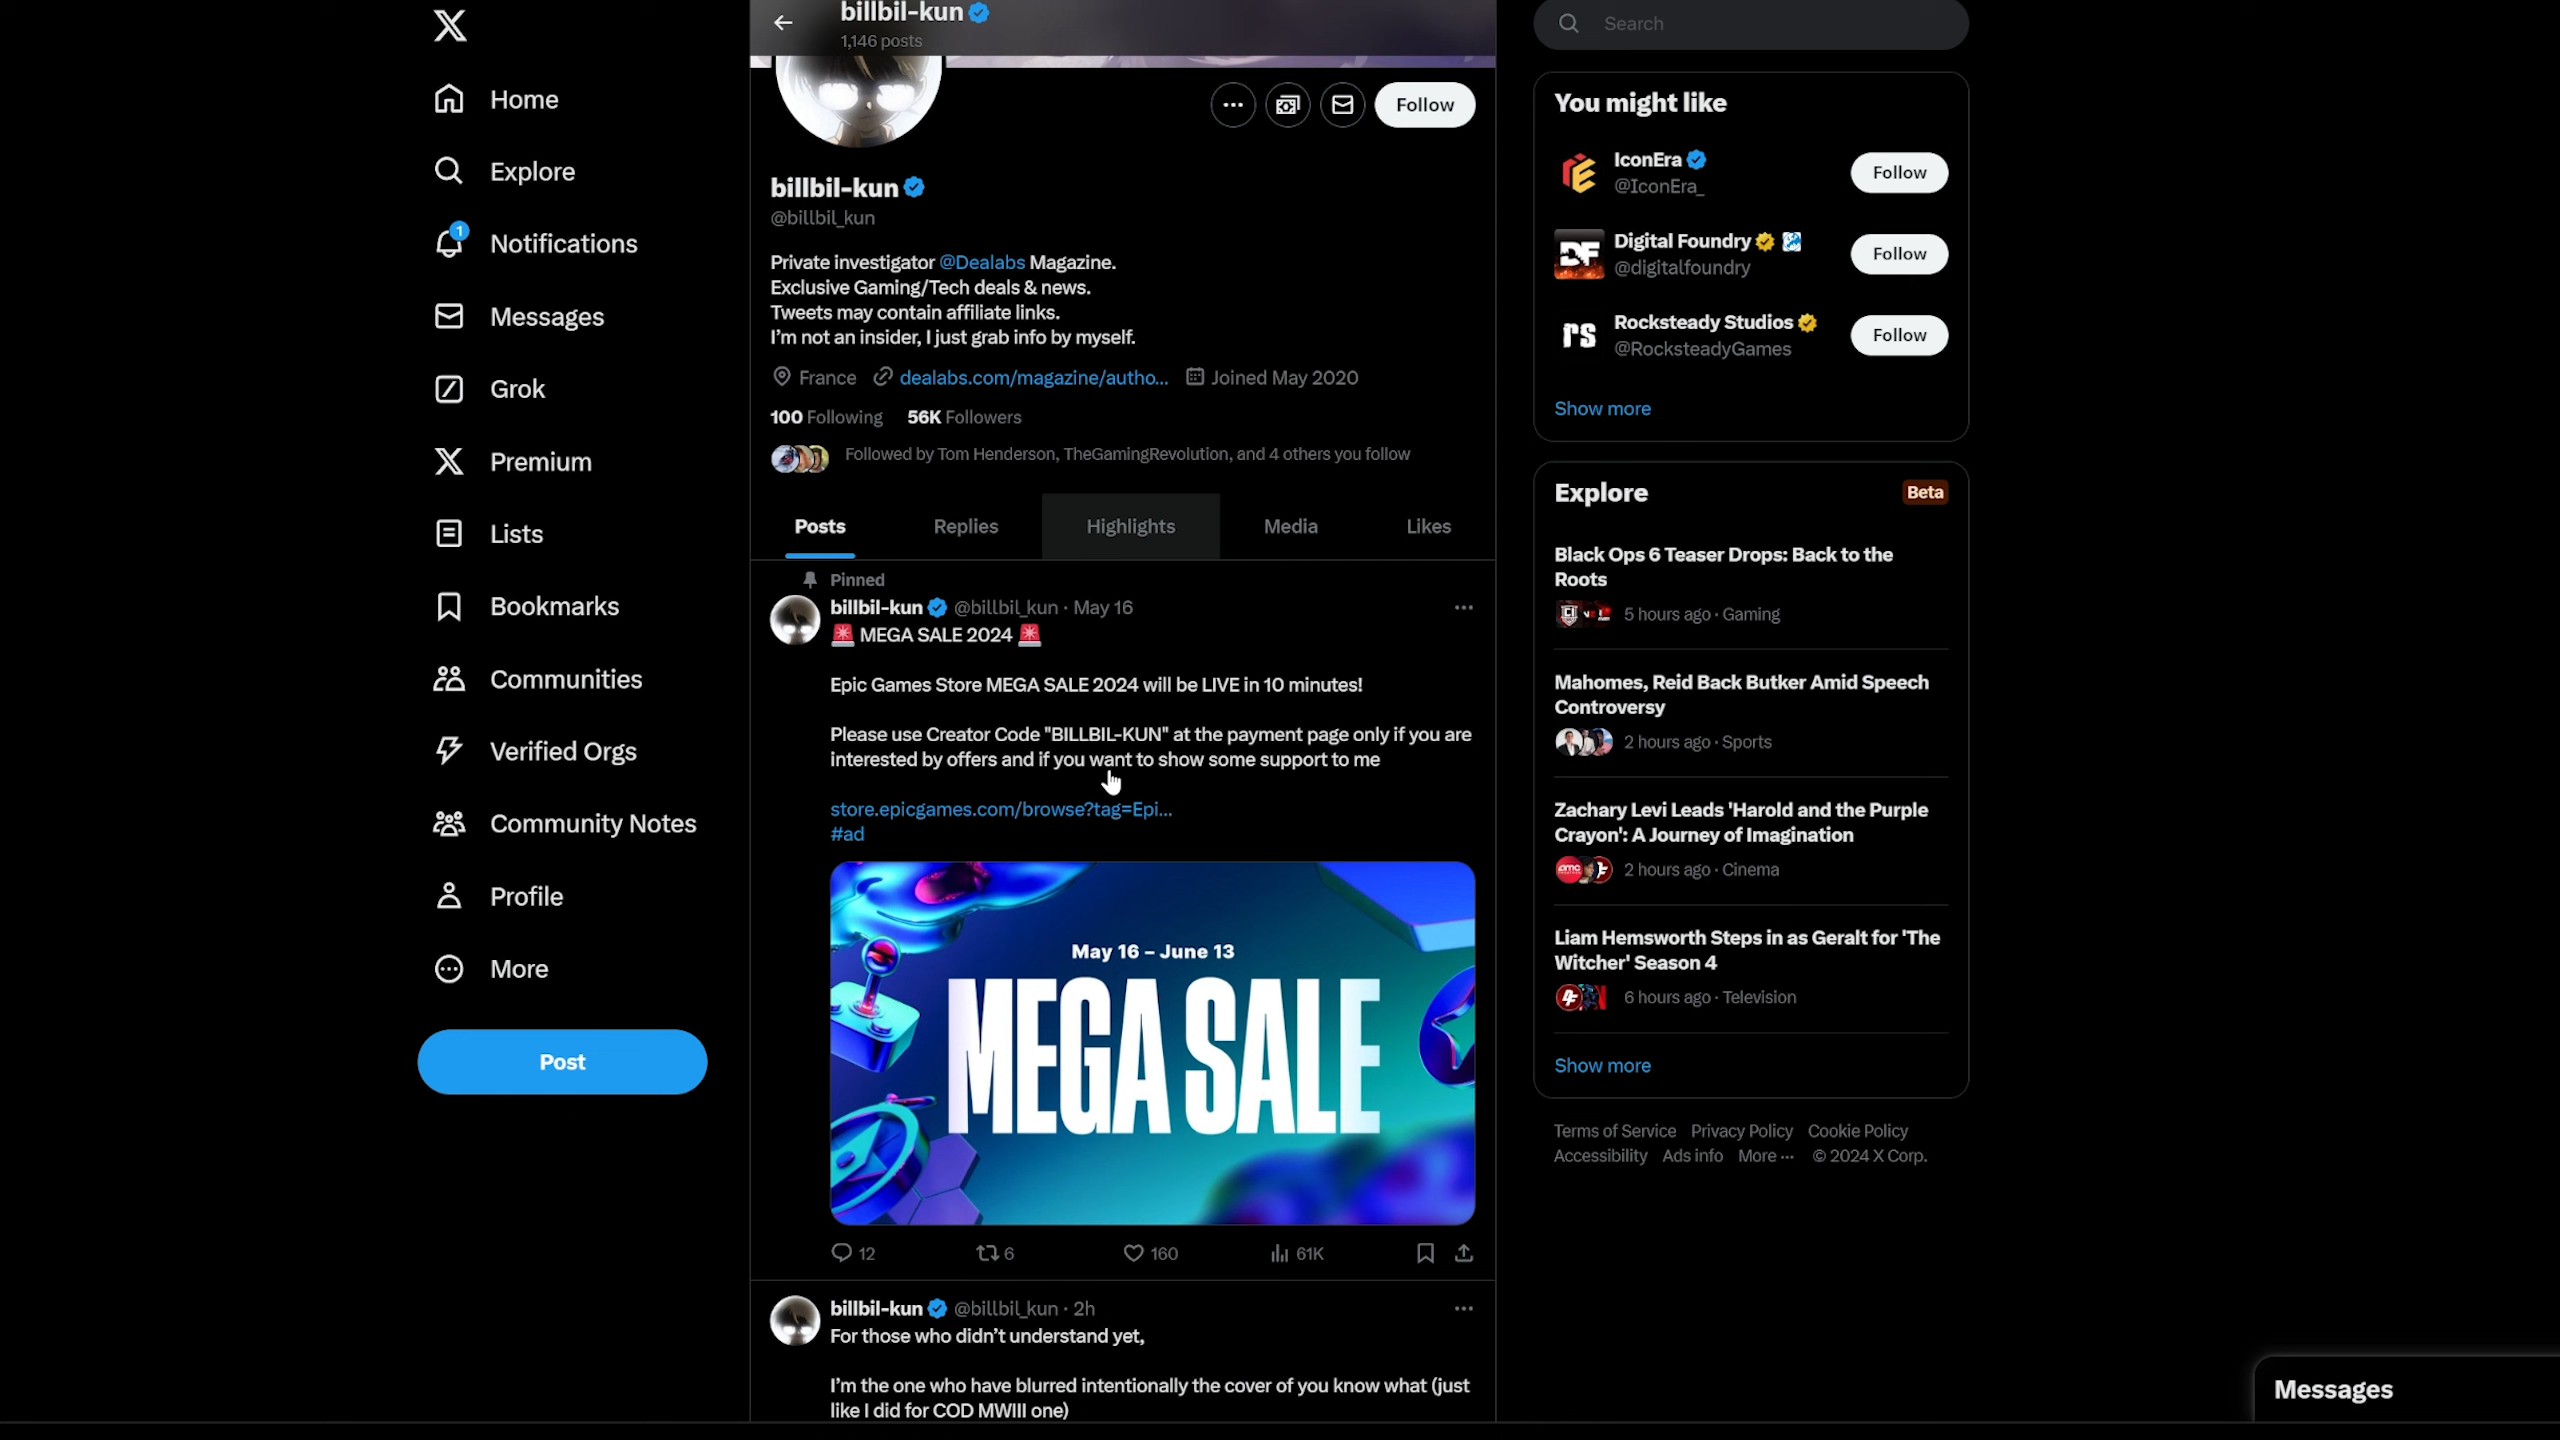 Home
Explore
1
Notifications
Messages
Grok
Premium
Lists
Bookmarks
Communities
Verified Orgs
Community Notes
Profile
More
Post
billbil-kun
1,146 posts
Follow
billbil-kun
@billbil_kun
Private investigator @Dealabs Magazine.
Exclusive Gaming/Tech deals & news.
Tweets may contain affiliate links.
I'm not an insider, I just grab info by myself.
France dealabs.com/magazine/autho... Joined May 2020
100 Following 56K Followers
Followed by Tom Henderson, TheGamingRevolution, and 4 others you follow
Posts Replies Highlights Media Likes
Pinned
billbil-kun @billbil_kun · May 16
🚨 MEGA SALE 2024 🚨
Epic Games Store MEGA SALE 2024 will be LIVE in 10 minutes!
Please use Creator Code "BILLBIL-KUN" at the payment page only if you are
interested by offers and if you want to show some support to me
store.epicgames.com/browse?tag=Epi...
#ad
May 16 – June 13
MEGA SALE
12 6 160 61K
billbil-kun @billbil_kun · 2h
For those who didn't understand yet,
I'm the one who have blurred intentionally the cover of you know what (just
like I did for COD MWIII one)
Search
You might like
IconEra
@IconEra_
Follow
DF
Digital Foundry
@digitalfoundry
Follow
rs
Rocksteady Studios
@RocksteadyGames
Follow
Show more
Explore
Beta
Black Ops 6 Teaser Drops: Back to the
Roots
5 hours ago · Gaming
Mahomes, Reid Back Butker Amid Speech
Controversy
2 hours ago · Sports
Zachary Levi Leads 'Harold and the Purple
Crayon': A Journey of Imagination
amc
2 hours ago · Cinema
Liam Hemsworth Steps in as Geralt for 'The
Witcher' Season 4
6 hours ago · Television
Show more
Terms of Service Privacy Policy Cookie Policy
Accessibility Ads info More ··· © 2024 X Corp.
Messages